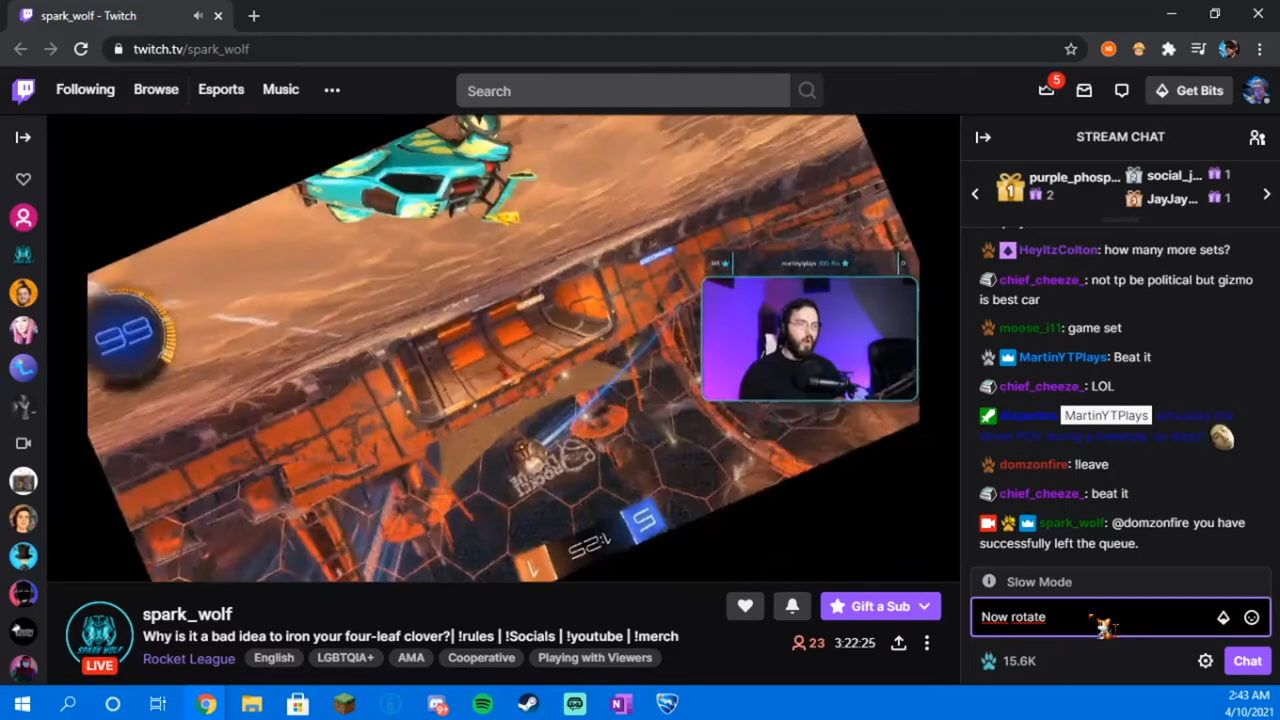 spark_wolf - Twitch
twitch.tv/spark_wolf
Following Browse Esports Music
Search
5
Get Bits
STREAM CHAT
1 purple_phosp... 2
2 social_j... 1
3 JayJay... 1
HeyItzColton: how many more sets?
chief_cheeze_: not tp be political but gizmo
is best car
moose_i11: game set
MartinYTPlays: Beat it
chief_cheeze_: LOL
MartinYTPlays
domzonfire: !leave
chief_cheeze_: beat it
spark_wolf: @domzonfire you have
successfully left the queue.
Slow Mode
Now rotate
15.6K
Chat
99
5
1:25
1
spark_wolf
Why is it a bad idea to iron your four-leaf clover?| !rules | !Socials | !youtube | !merch
Rocket League English LGBTQIA+ AMA Cooperative Playing with Viewers
LIVE
Gift a Sub
23 3:22:25
2:43 AM
4/10/2021